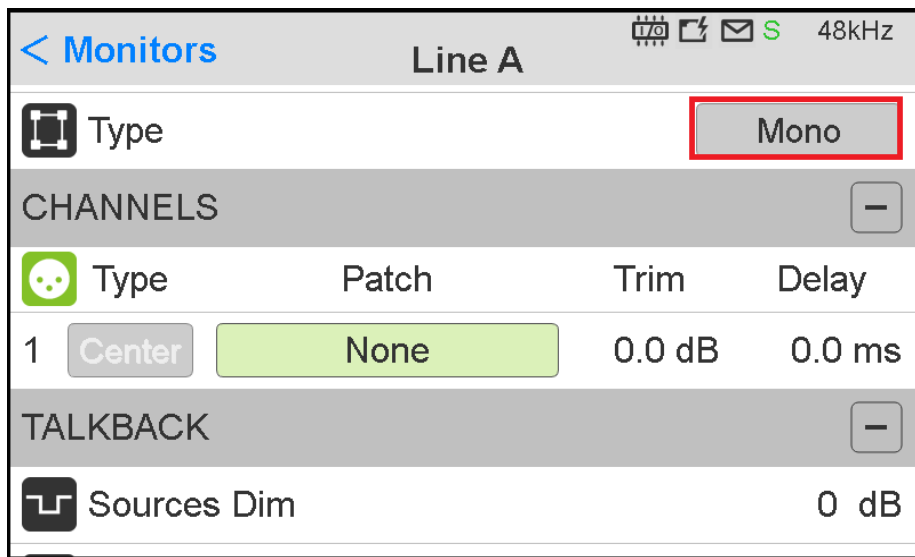 < Monitors Line A I/O S 48kHz
Type Mono
CHANNELS −
Type Patch Trim Delay
1 Center None 0.0 dB 0.0 ms
TALKBACK −
Sources Dim 0 dB